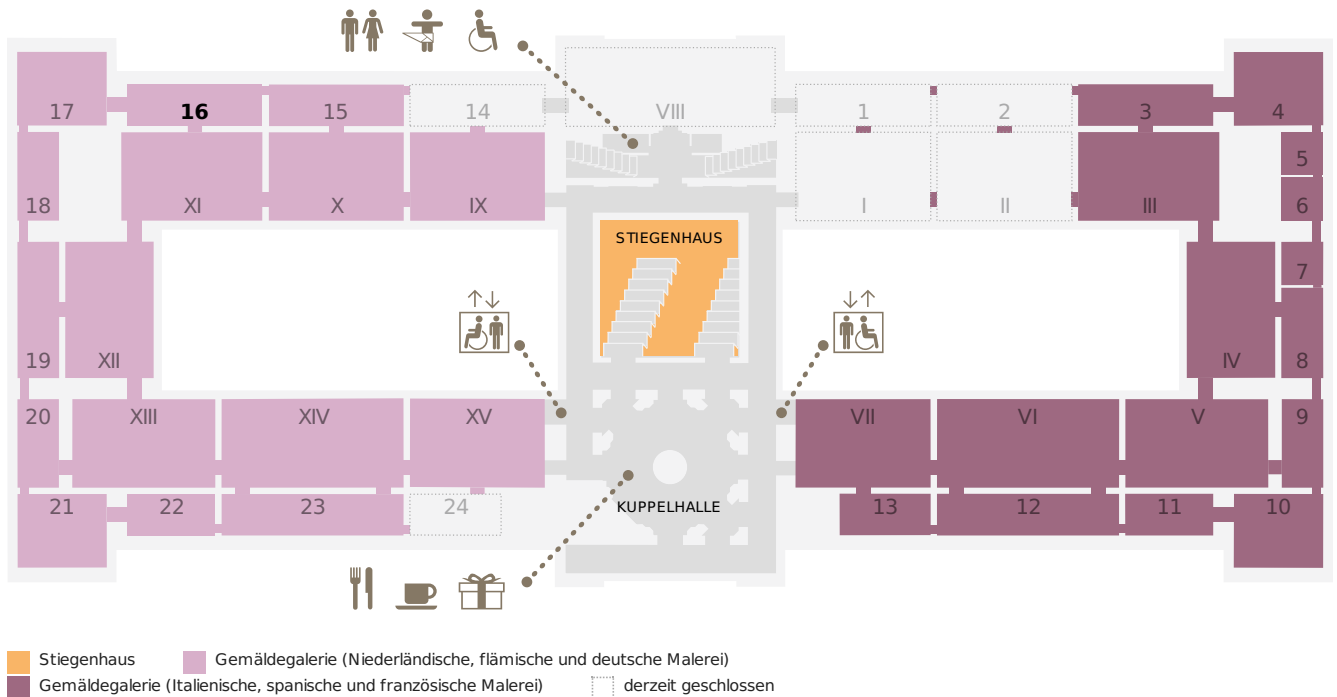 17 16 15 14 VIII 1 2 3 4
5
18 XI X IX I II III 6
STIEGENHAUS
7
19 XII IV 8
20 XIII XIV XV VII VI V 9
21 22 23 24 KUPPELHALLE 13 12 11 10
Stiegenhaus Gemäldegalerie (Niederländische, flämische und deutsche Malerei)
Gemäldegalerie (Italienische, spanische und französische Malerei) derzeit geschlossen